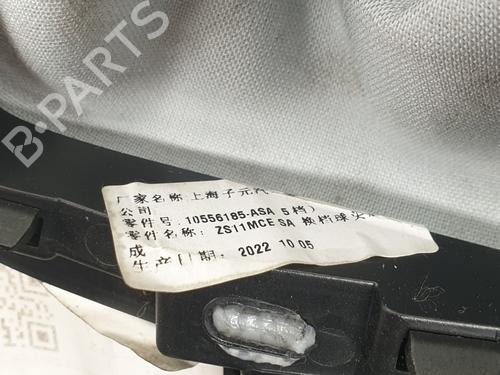 B-PARTS
厂家名称:上海子元汽
公司
零件号:10556185-ASA 5档)
零件名称: ZS11MCE SA 换档球头
成
生产日期: 2022 10 05